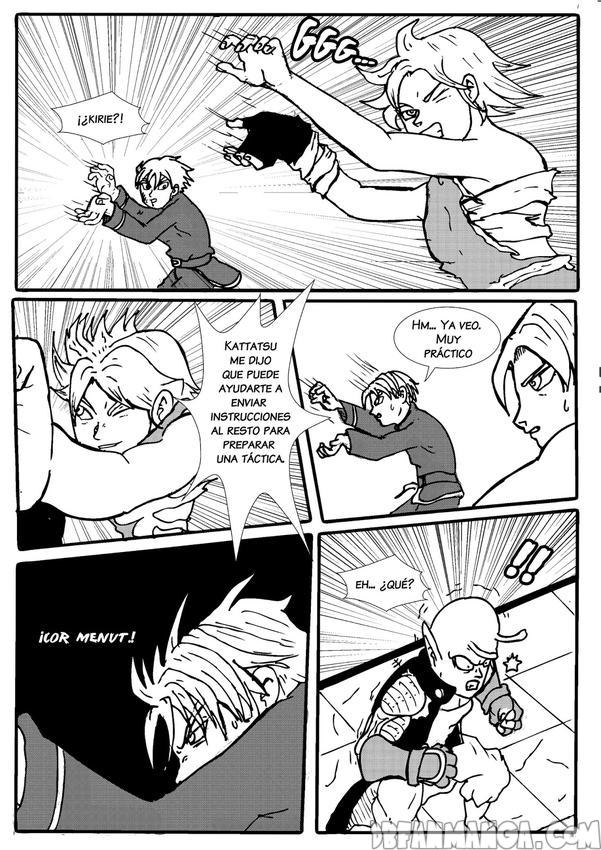 GGG...
¡¿KIRIE?!
KATTATSU
ME DIJO
QUE PUEDE
AYUDARTE A
ENVIAR
INSTRUCCIONES
AL RESTO PARA
PREPARAR
UNA TÁCTICA.
HM... YA VEO.
MUY
PRÁCTICO
¡COR MENUT!
!!
EH... ¿QUÉ?
DBFANMANGA.COM